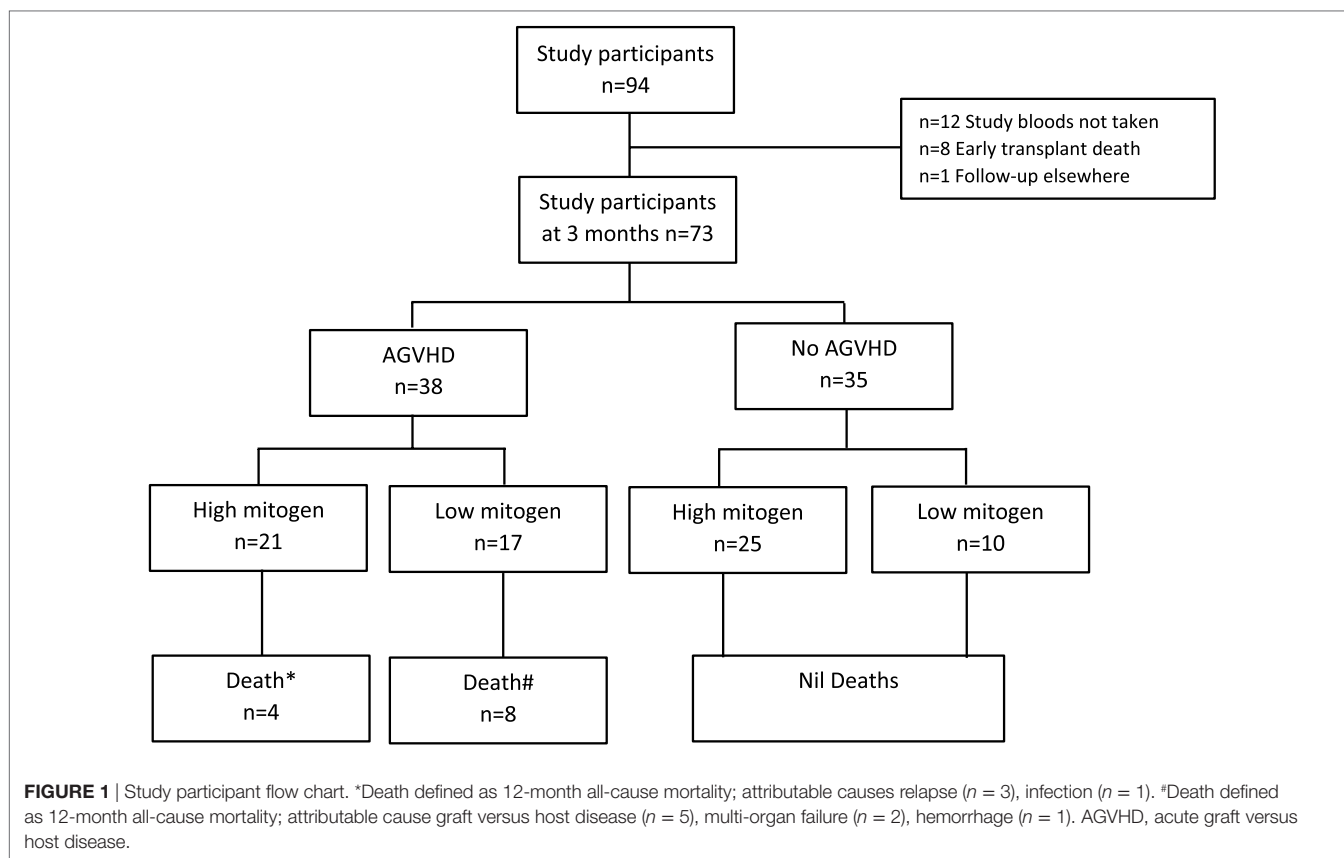 Study participants
n=94
n=12 Study bloods not taken
n=8 Early transplant death
n=1 Follow-up elsewhere
Study participants
at 3 months n=73
AGVHD
n=38
No AGVHD
n=35
High mitogen
n=21
Low mitogen
n=17
High mitogen
n=25
Low mitogen
n=10
Death*
n=4
Death#
n=8
Nil Deaths
FIGURE 1 | Study participant flow chart. *Death defined as 12-month all-cause mortality; attributable causes relapse (n = 3), infection (n = 1). #Death defined
as 12-month all-cause mortality; attributable cause graft versus host disease (n = 5), multi-organ failure (n = 2), hemorrhage (n = 1). AGVHD, acute graft versus
host disease.